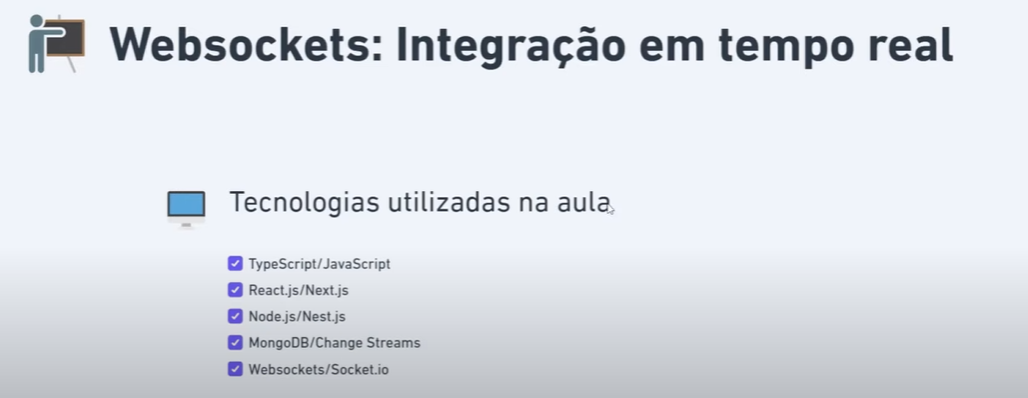 Websockets: Integração em tempo real
Tecnologias utilizadas na aula
TypeScript/JavaScript
React.js/Next.js
Node.js/Nest.js
MongoDB/Change Streams
Websockets/Socket.io